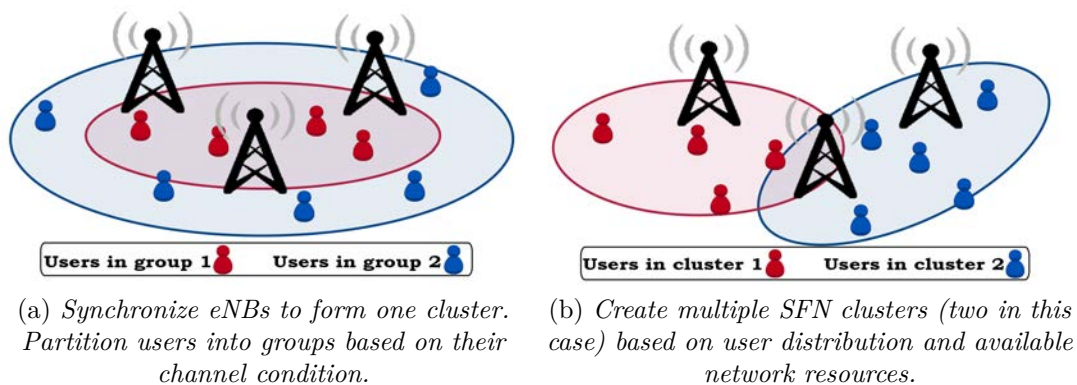 Users in group 1 Users in group 2
(a) Synchronize eNBs to form one cluster.
Partition users into groups based on their
channel condition.
Users in cluster 1 Users in cluster 2
(b) Create multiple SFN clusters (two in this
case) based on user distribution and available
network resources.